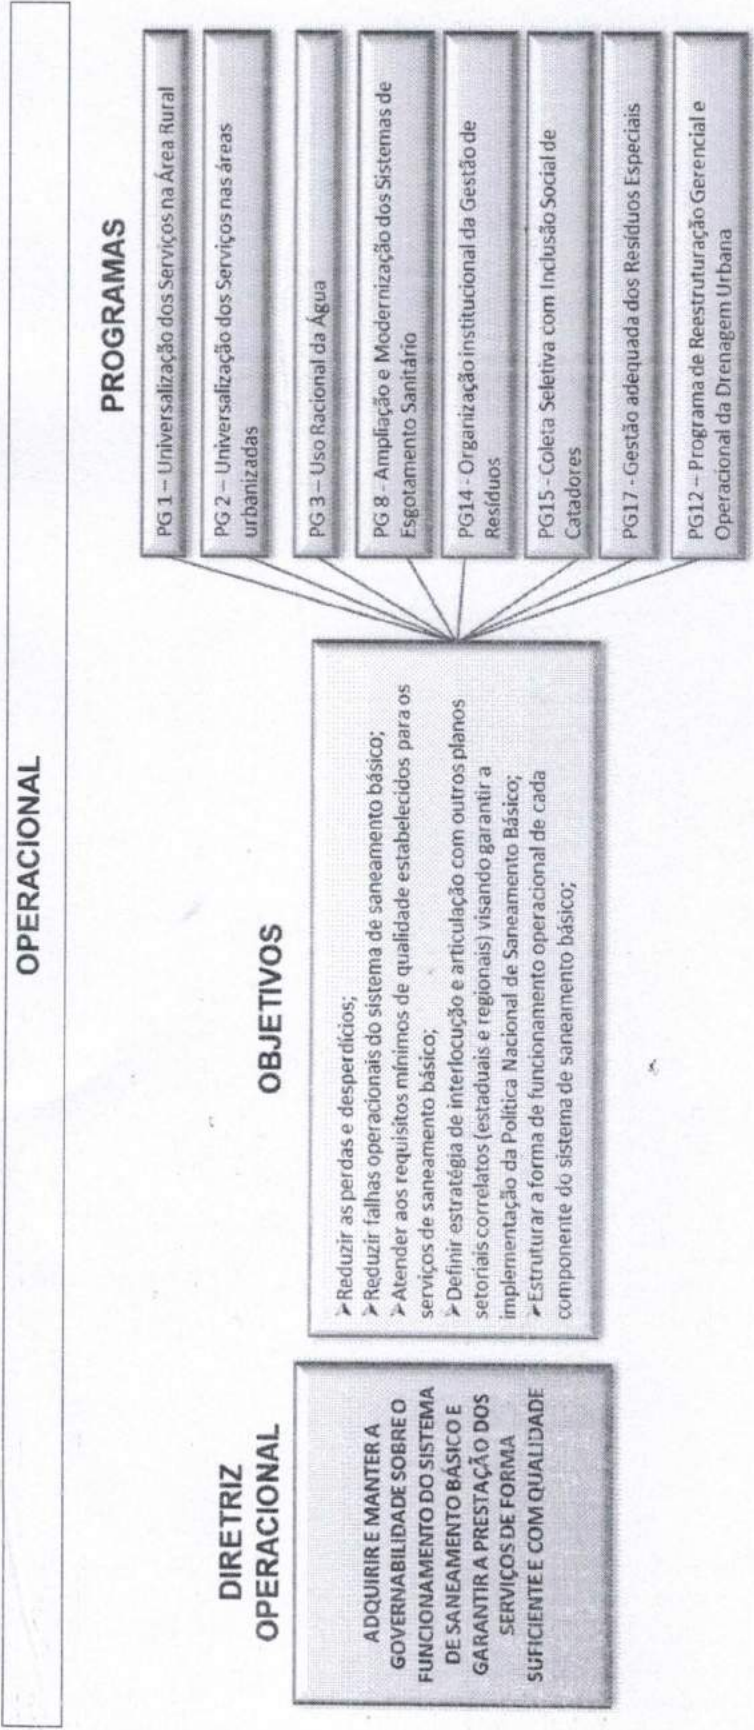 OPERACIONAL
DIRETRIZ
OPERACIONAL
ADQUIRIR E MANTER A
GOVERNABILIDADE SOBRE O
FUNCIONAMENTO DO SISTEMA
DE SANEAMENTO BÁSICO E
GARANTIR A PRESTAÇÃO DOS
SERVIÇOS DE FORMA
SUFICIENTE E COM QUALIDADE
OBJETIVOS
➤Reduzir as perdas e desperdícios;
➤Reduzir falhas operacionais do sistema de saneamento básico;
➤Atender aos requisitos mínimos de qualidade estabelecidos para os
serviços de saneamento básico;
➤Definir estratégia de interlocução e articulação com outros planos
setoriais correlatos (estaduais e regionais) visando garantir a
implementação da Política Nacional de Saneamento Básico;
➤Estruturar a forma de funcionamento operacional de cada
componente do sistema de saneamento básico;
PROGRAMAS
PG 1 – Universalização dos Serviços na Área Rural
PG 2 – Universalização dos Serviços nas áreas
urbanizadas
PG 3 – Uso Racional da Água
PG 8 - Ampliação e Modernização dos Sistemas de
Esgotamento Sanitário
PG14 - Organização institucional da Gestão de
Resíduos
PG15 - Coleta Seletiva com Inclusão Social de
Catadores
PG17 - Gestão adequada dos Resíduos Especiais
PG12 – Programa de Reestruturação Gerencial e
Operacional da Drenagem Urbana